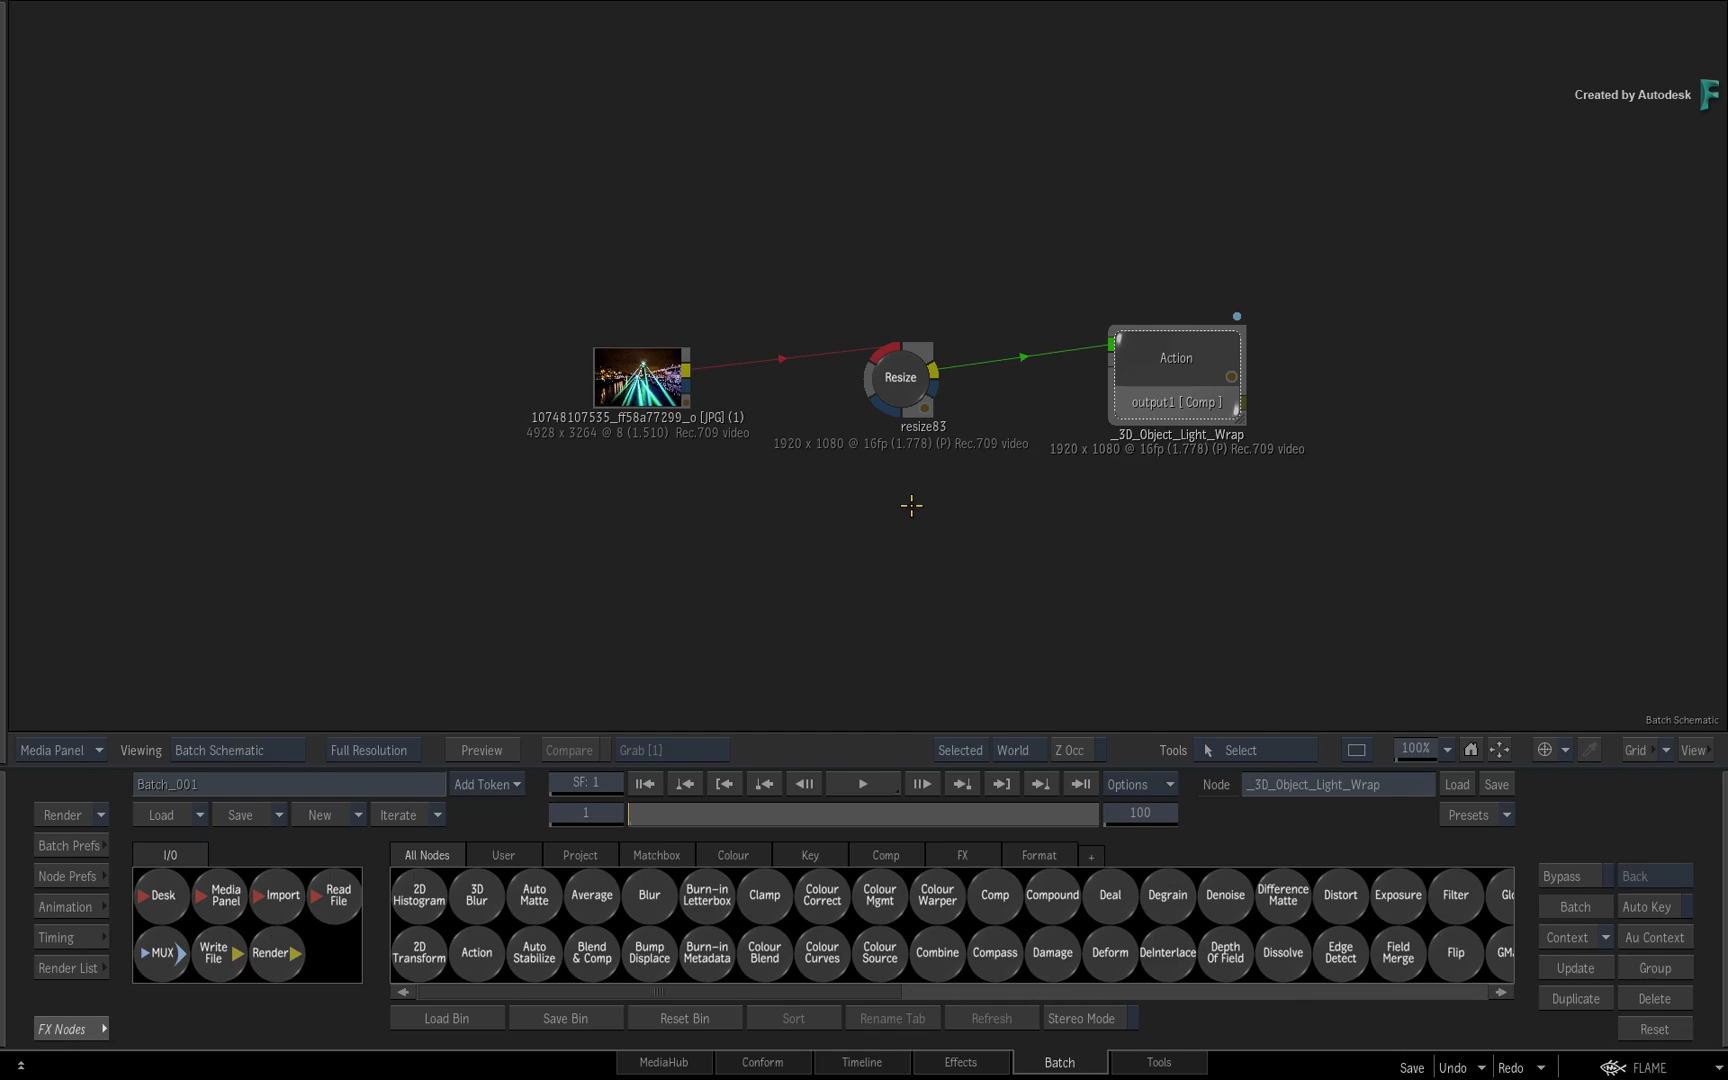 Created by Autodesk
Action
Resize
output1 [ Comp ]
10748107535_ff58a77299_o [JPG] (1)
4928 x 3264 @ 8 (1.510) Rec.709 video
resize83
1920 x 1080 @ 16fp (1.778) (P) Rec.709 video
_3D_Object_Light_Wrap
1920 x 1080 @ 16fp (1.778) (P) Rec.709 video
Batch Schematic
Media Panel Viewing Batch Schematic Full Resolution Preview Compare Grab [1] Selected World Z Occ Tools Select 100% Grid View
Batch_001 Add Token SF: 1 Options Node _3D_Object_Light_Wrap Load Save
Render Load Save New Iterate 1 100 Presets
Batch Prefs
I/O All Nodes User Project Matchbox Colour Key Comp FX Format +
Node Prefs Bypass Back
Desk Media Panel Import Read File 2D Histogram 3D Blur Auto Matte Average Blur Burn-in Letterbox Clamp Colour Correct Colour Mgmt Colour Warper Comp Compound Deal Degrain Denoise Difference Matte Distort Exposure Filter
Animation Batch Auto Key
Timing Context Au Context
MUX Write File Render 2D Transform Action Auto Stabilize Blend & Comp Bump Displace Burn-in Metadata Colour Blend Colour Curves Colour Source Combine Compass Damage Deform DeInterlace Depth Of Field Dissolve Edge Detect Field Merge Flip
Render List Update Group
Duplicate Delete
FX Nodes Load Bin Save Bin Reset Bin Sort Rename Tab Refresh Stereo Mode Reset
MediaHub Conform Timeline Effects Batch Tools Save Undo Redo FLAME